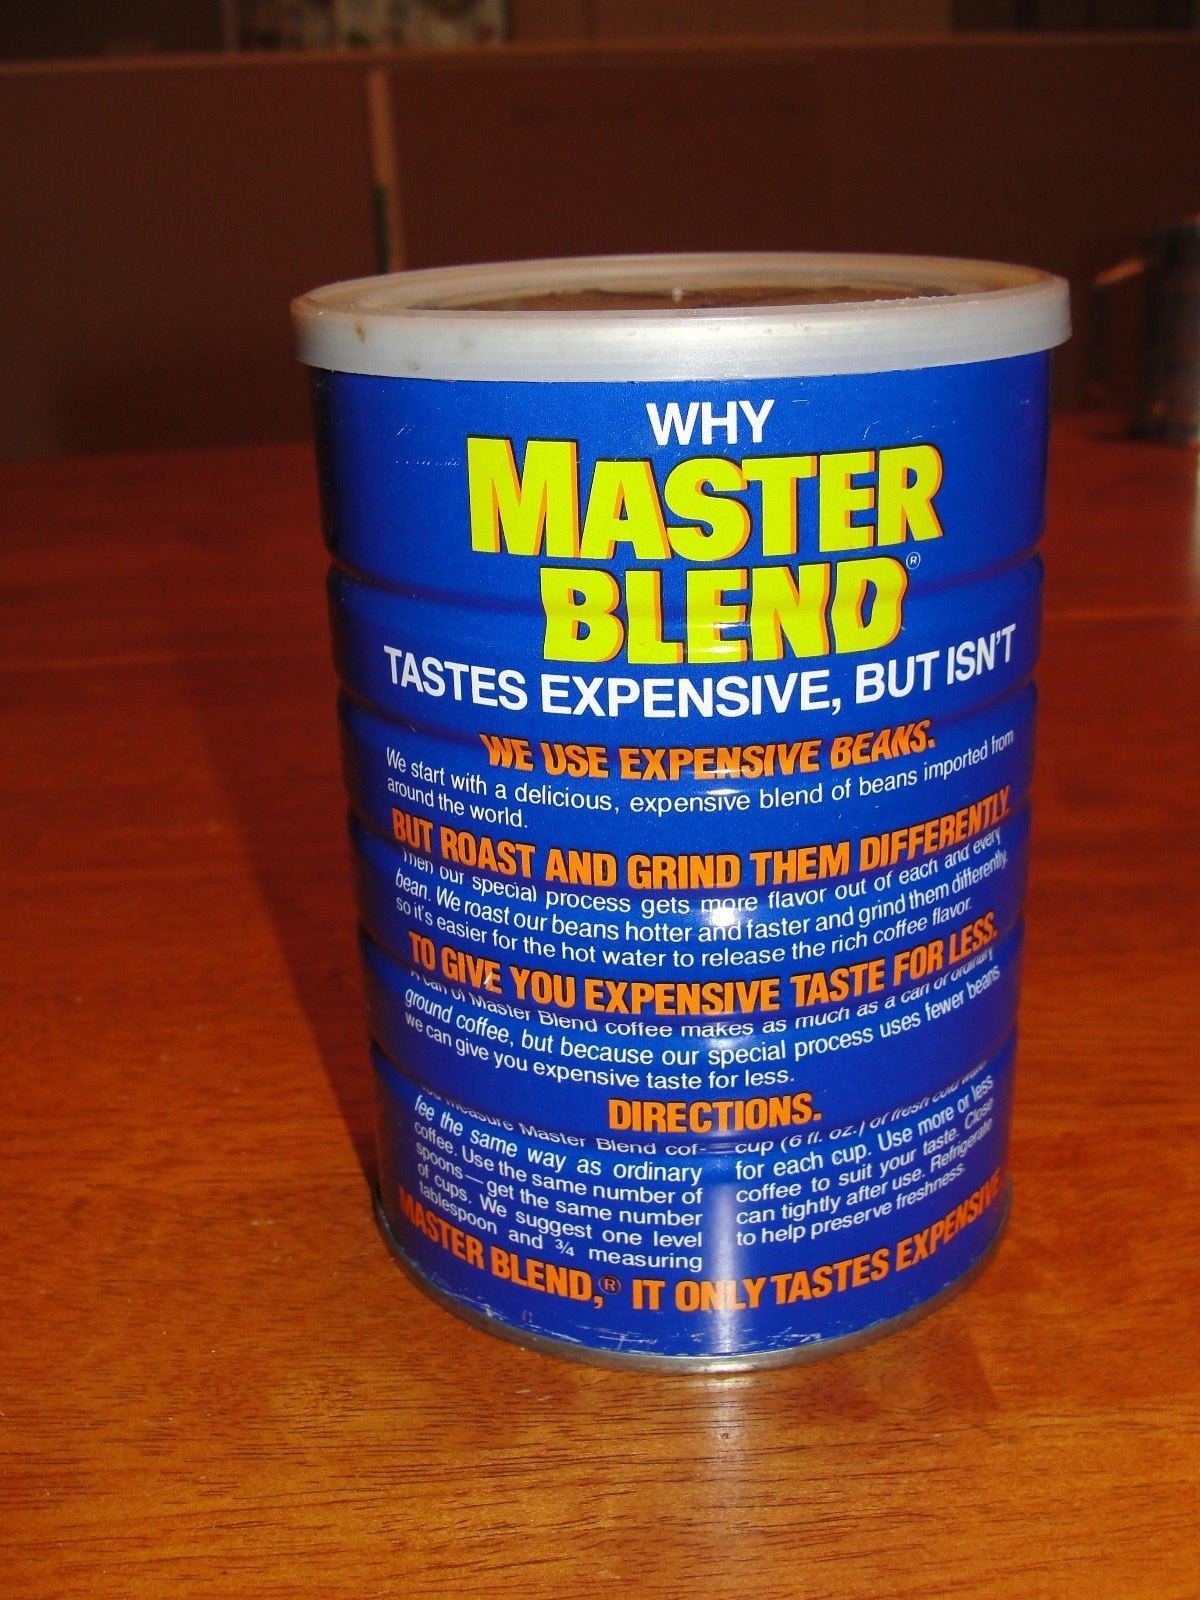 WHY
MASTER
BLEND®
TASTES EXPENSIVE, BUT ISN'T
WE USE EXPENSIVE BEANS.
We start with a delicious, expensive blend of beans imported from
around the world.
BUT ROAST AND GRIND THEM DIFFERENTLY.
Then our special process gets more flavor out of each and every
bean. We roast our beans hotter and faster and grind them differently,
so it's easier for the hot water to release the rich coffee flavor.
TO GIVE YOU EXPENSIVE TASTE FOR LESS.
A can of Master Blend coffee makes as much as a can of ordinary
ground coffee, but because our special process uses fewer beans
we can give you expensive taste for less.
DIRECTIONS.
You measure Master Blend cof-
fee the same way as ordinary
coffee. Use the same number of
spoons—get the same number
of cups. We suggest one level
tablespoon and ¾ measuring
cup (6 fl. oz.) of fresh cold water
for each cup. Use more or less
coffee to suit your taste. Close
can tightly after use. Refrigerate
to help preserve freshness.
MASTER BLEND,® IT ONLY TASTES EXPENSIVE